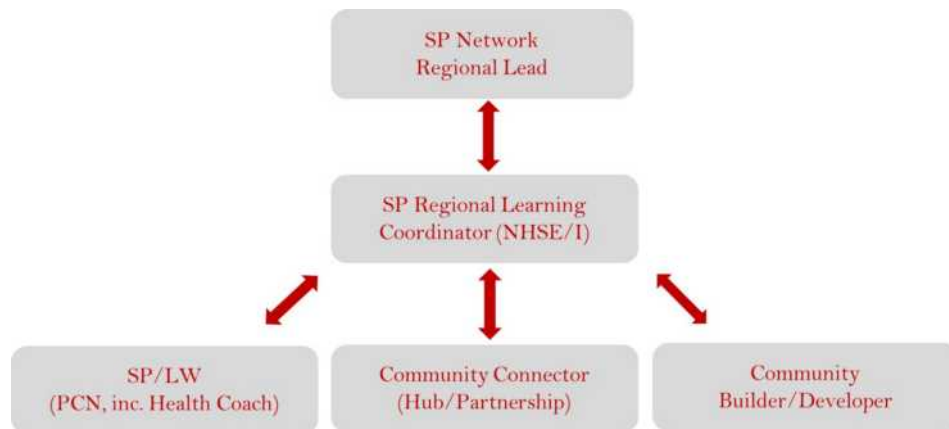 SP Network
Regional Lead
SP Regional Learning
Coordinator (NHSE/I)
SP/LW
(PCN, inc. Health Coach)
Community Connector
(Hub/Partnership)
Community
Builder/Developer